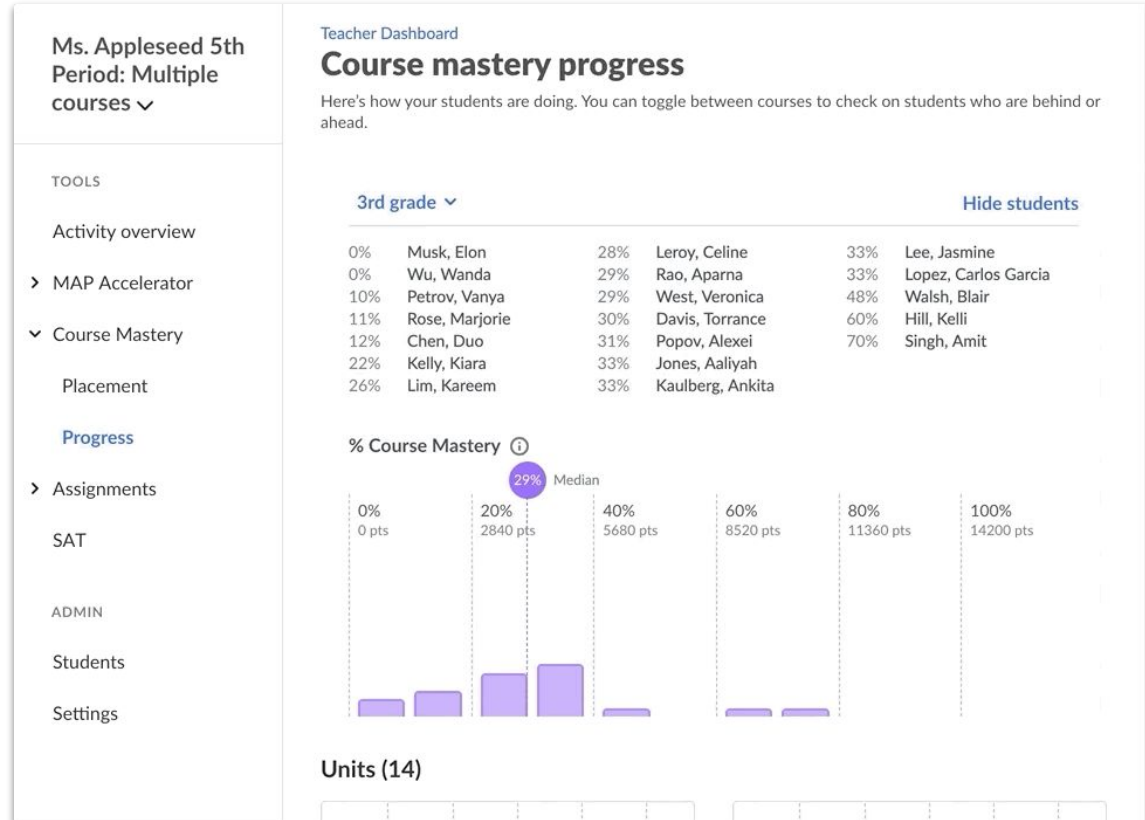 Ms. Appleseed 5th
Period: Multiple
courses
TOOLS
Activity overview
MAP Accelerator
Course Mastery
Placement
Progress
Assignments
SAT
ADMIN
Students
Settings
Teacher Dashboard
Course mastery progress
Here's how your students are doing. You can toggle between courses to check on students who are behind or
ahead.
3rd grade
Hide students
0% Musk, Elon
0% Wu, Wanda
10% Petrov, Vanya
11% Rose, Marjorie
12% Chen, Duo
22% Kelly, Kiara
26% Lim, Kareem
28% Leroy, Celine
29% Rao, Aparna
29% West, Veronica
30% Davis, Torrance
31% Popov, Alexei
33% Jones, Aaliyah
33% Kaulberg, Ankita
33% Lee, Jasmine
33% Lopez, Carlos Garcia
48% Walsh, Blair
60% Hill, Kelli
70% Singh, Amit
% Course Mastery
29% Median
0% 20% 40% 60% 80% 100%
0 pts 2840 pts 5680 pts 8520 pts 11360 pts 14200 pts
Units (14)